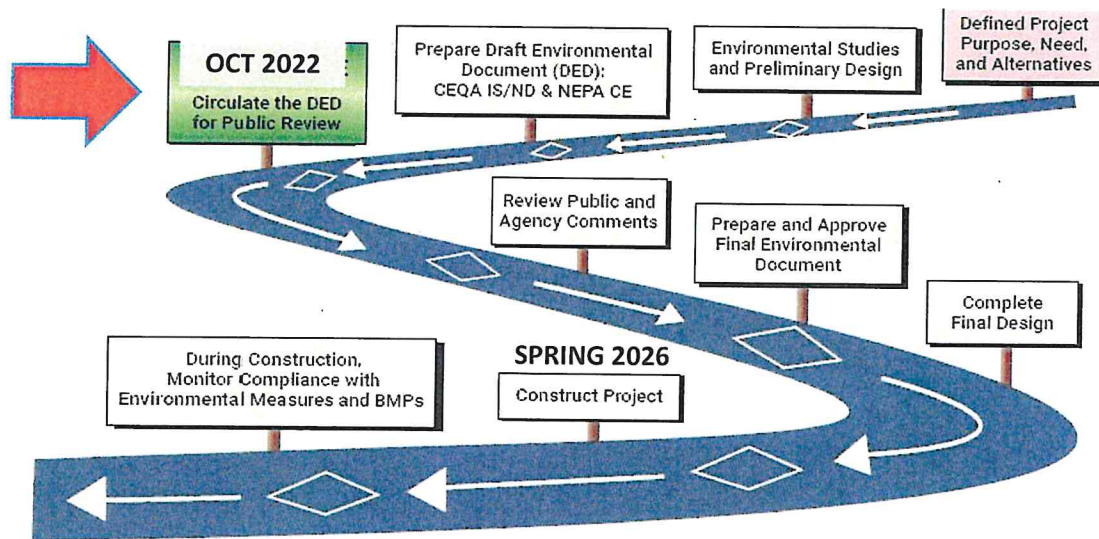 Defined Project
Purpose, Need,
and Alternatives
Environmental Studies
and Preliminary Design
Prepare Draft Environmental
Document (DED):
CEQA IS/ND & NEPA CE
OCT 2022 :
Circulate the DED
for Public Review
Review Public and
Agency Comments
Prepare and Approve
Final Environmental
Document
Complete
Final Design
SPRING 2026
Construct Project
During Construction,
Monitor Compliance with
Environmental Measures and BMPs